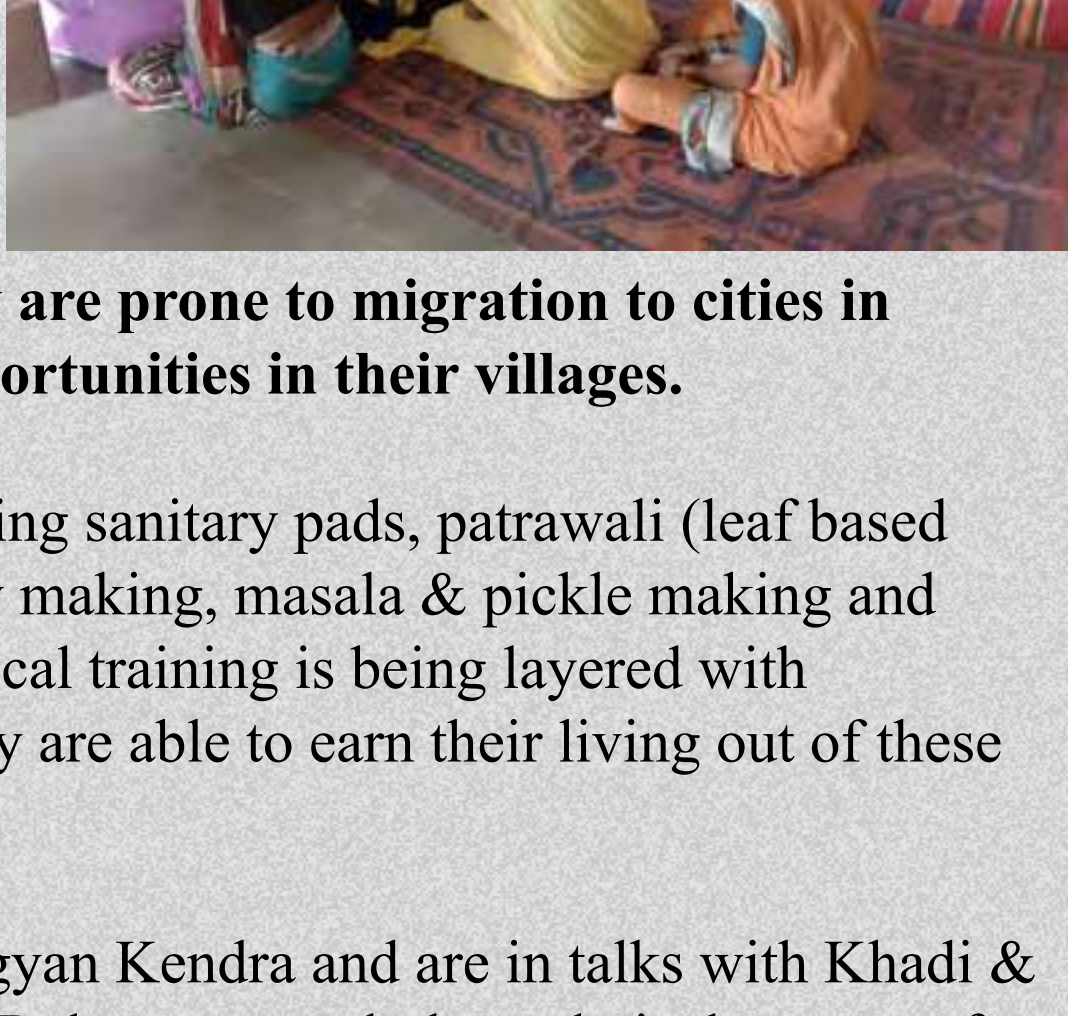 are prone to migration to cities in
ortunities in their villages.
ing sanitary pads, patrawali (leaf based
making, masala & pickle making and
cal training is being layered with
y are able to earn their living out of these
gyan Kendra and are in talks with Khadi &